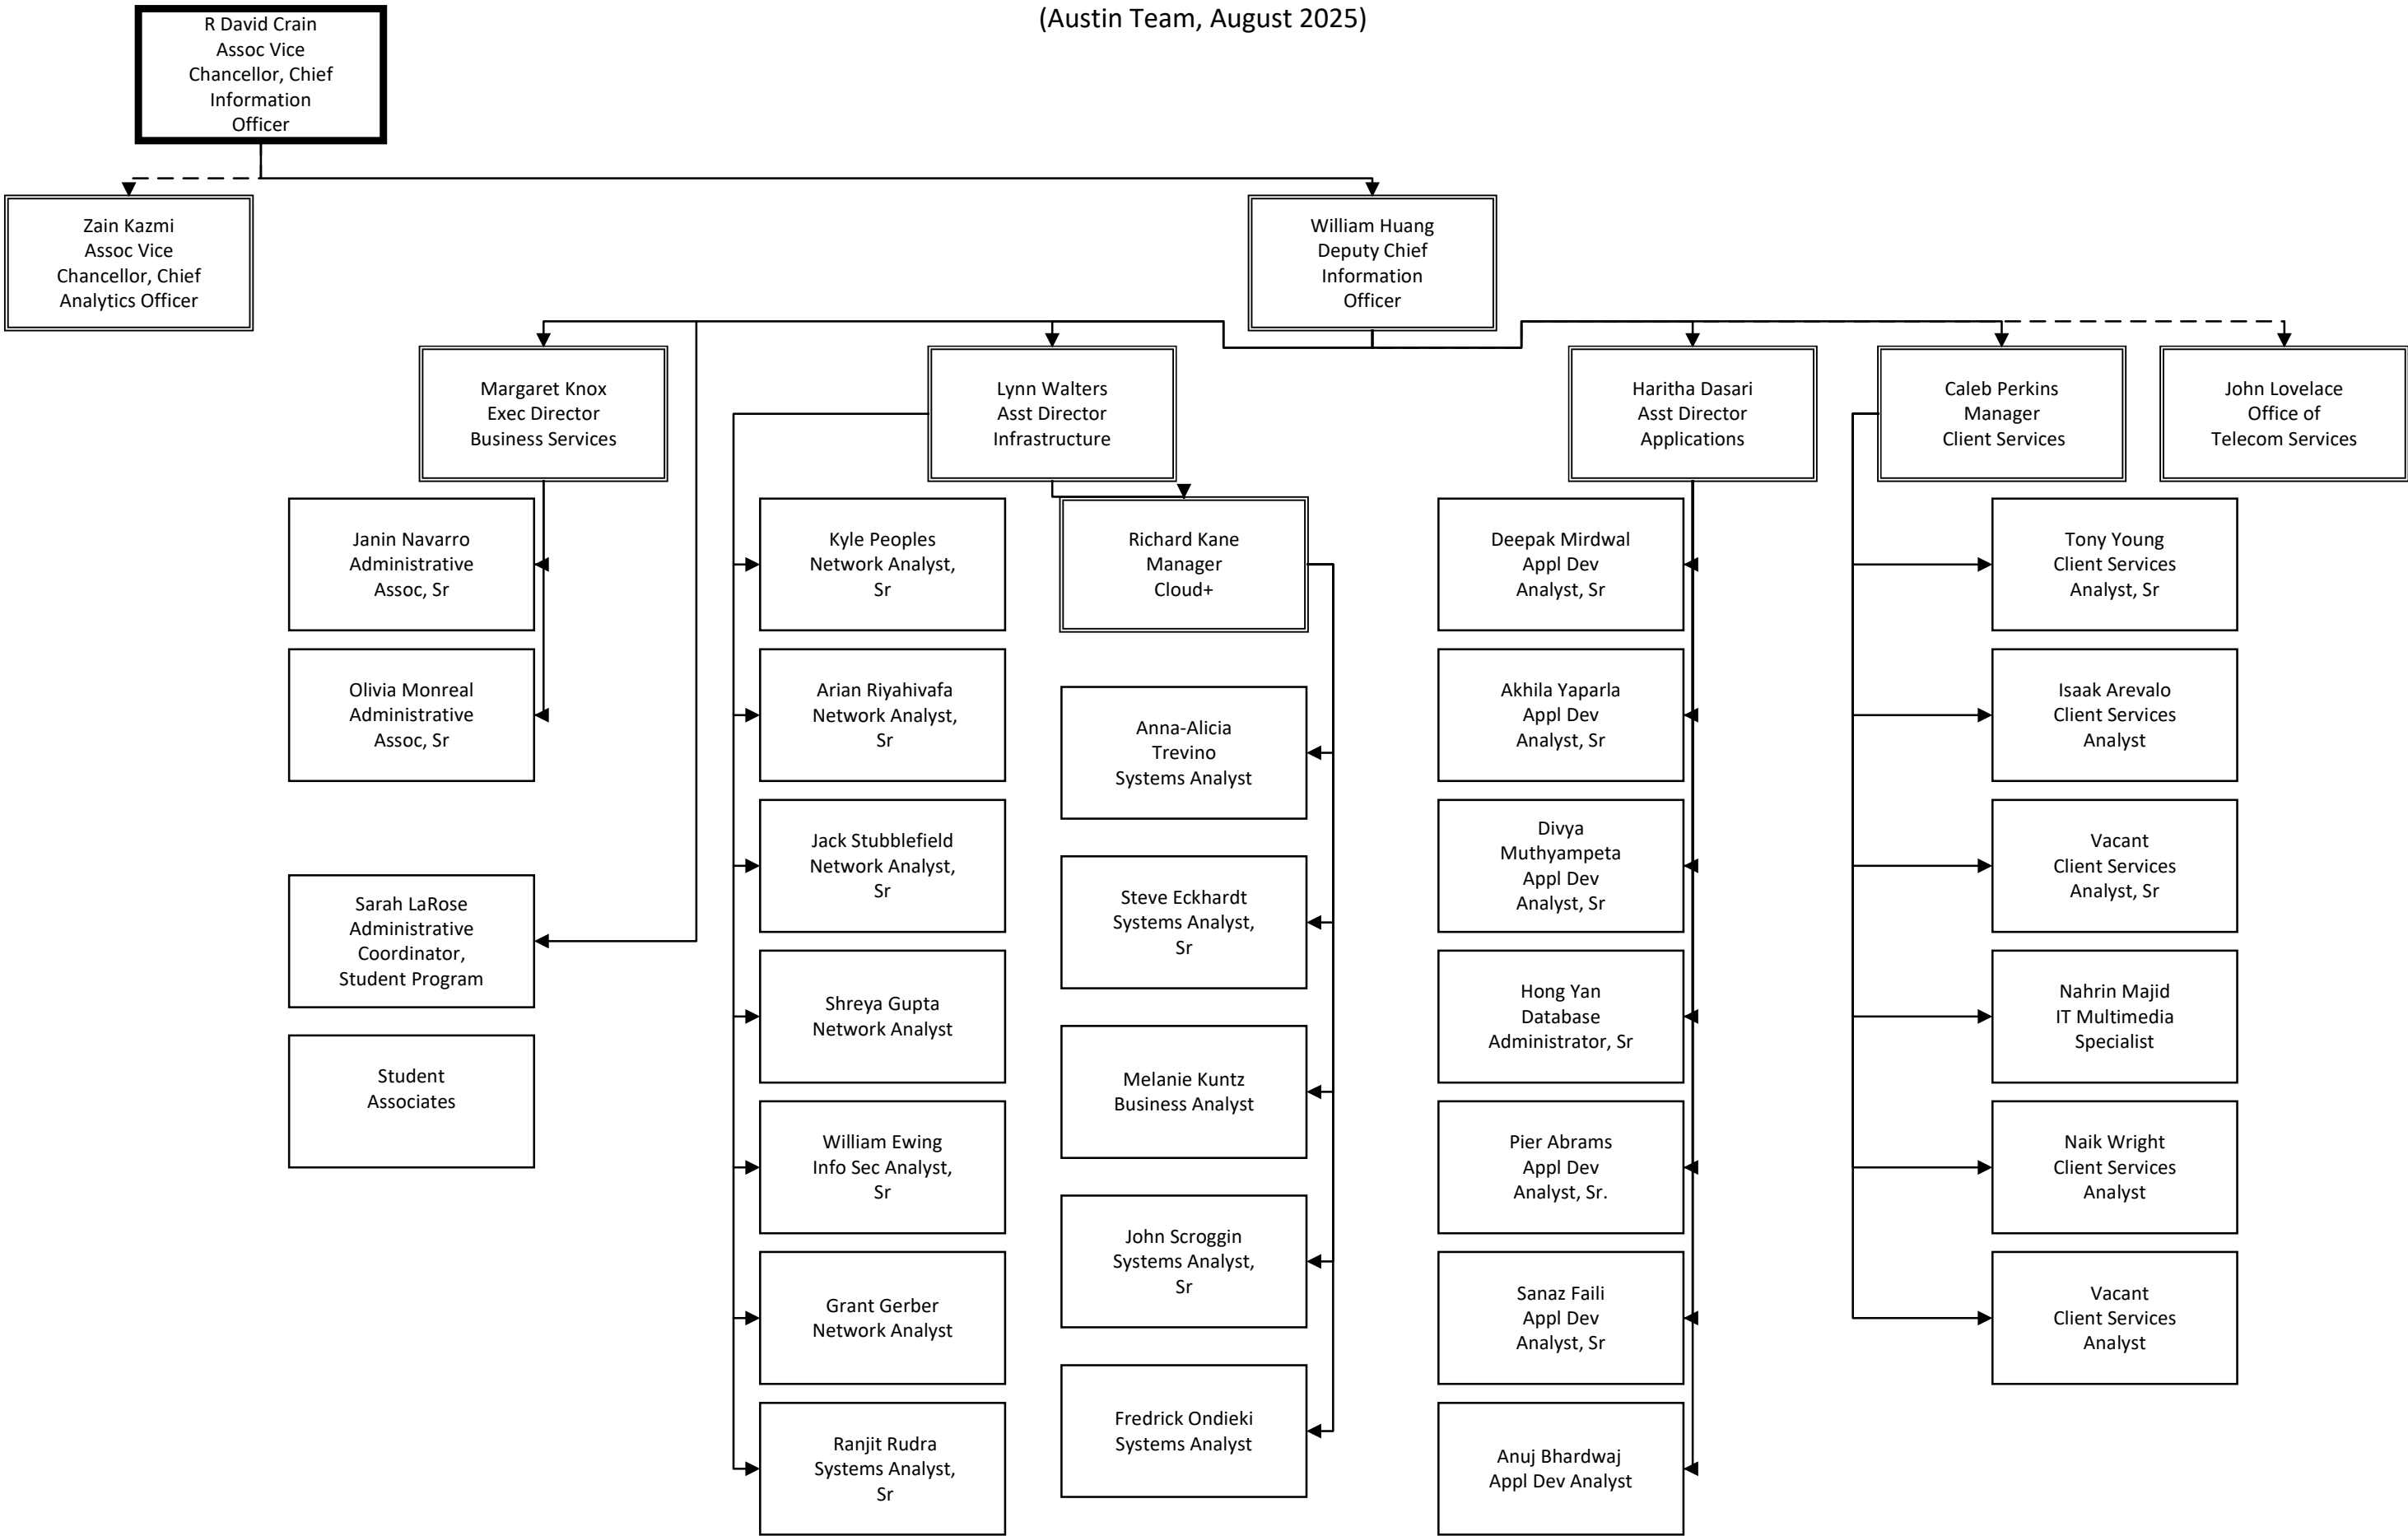 (Austin Team, August 2025)
R David Crain
Assoc Vice
Chancellor, Chief
Information
Officer
Zain Kazmi
Assoc Vice
Chancellor, Chief
Analytics Officer
William Huang
Deputy Chief
Information
Officer
Margaret Knox
Exec Director
Business Services
Lynn Walters
Asst Director
Infrastructure
Haritha Dasari
Asst Director
Applications
Caleb Perkins
Manager
Client Services
John Lovelace
Office of
Telecom Services
Janin Navarro
Administrative
Assoc, Sr
Olivia Monreal
Administrative
Assoc, Sr
Sarah LaRose
Administrative
Coordinator,
Student Program
Student
Associates
Kyle Peoples
Network Analyst,
Sr
Arian Riyahivafa
Network Analyst,
Sr
Jack Stubblefield
Network Analyst,
Sr
Shreya Gupta
Network Analyst
William Ewing
Info Sec Analyst,
Sr
Grant Gerber
Network Analyst
Ranjit Rudra
Systems Analyst,
Sr
Richard Kane
Manager
Cloud+
Anna-Alicia
Trevino
Systems Analyst
Steve Eckhardt
Systems Analyst,
Sr
Melanie Kuntz
Business Analyst
John Scroggin
Systems Analyst,
Sr
Fredrick Ondieki
Systems Analyst
Deepak Mirdwal
Appl Dev
Analyst, Sr
Akhila Yaparla
Appl Dev
Analyst, Sr
Divya
Muthyampeta
Appl Dev
Analyst, Sr
Hong Yan
Database
Administrator, Sr
Pier Abrams
Appl Dev
Analyst, Sr.
Sanaz Faili
Appl Dev
Analyst, Sr
Anuj Bhardwaj
Appl Dev Analyst
Tony Young
Client Services
Analyst, Sr
Isaak Arevalo
Client Services
Analyst
Vacant
Client Services
Analyst, Sr
Nahrin Majid
IT Multimedia
Specialist
Naik Wright
Client Services
Analyst
Vacant
Client Services
Analyst